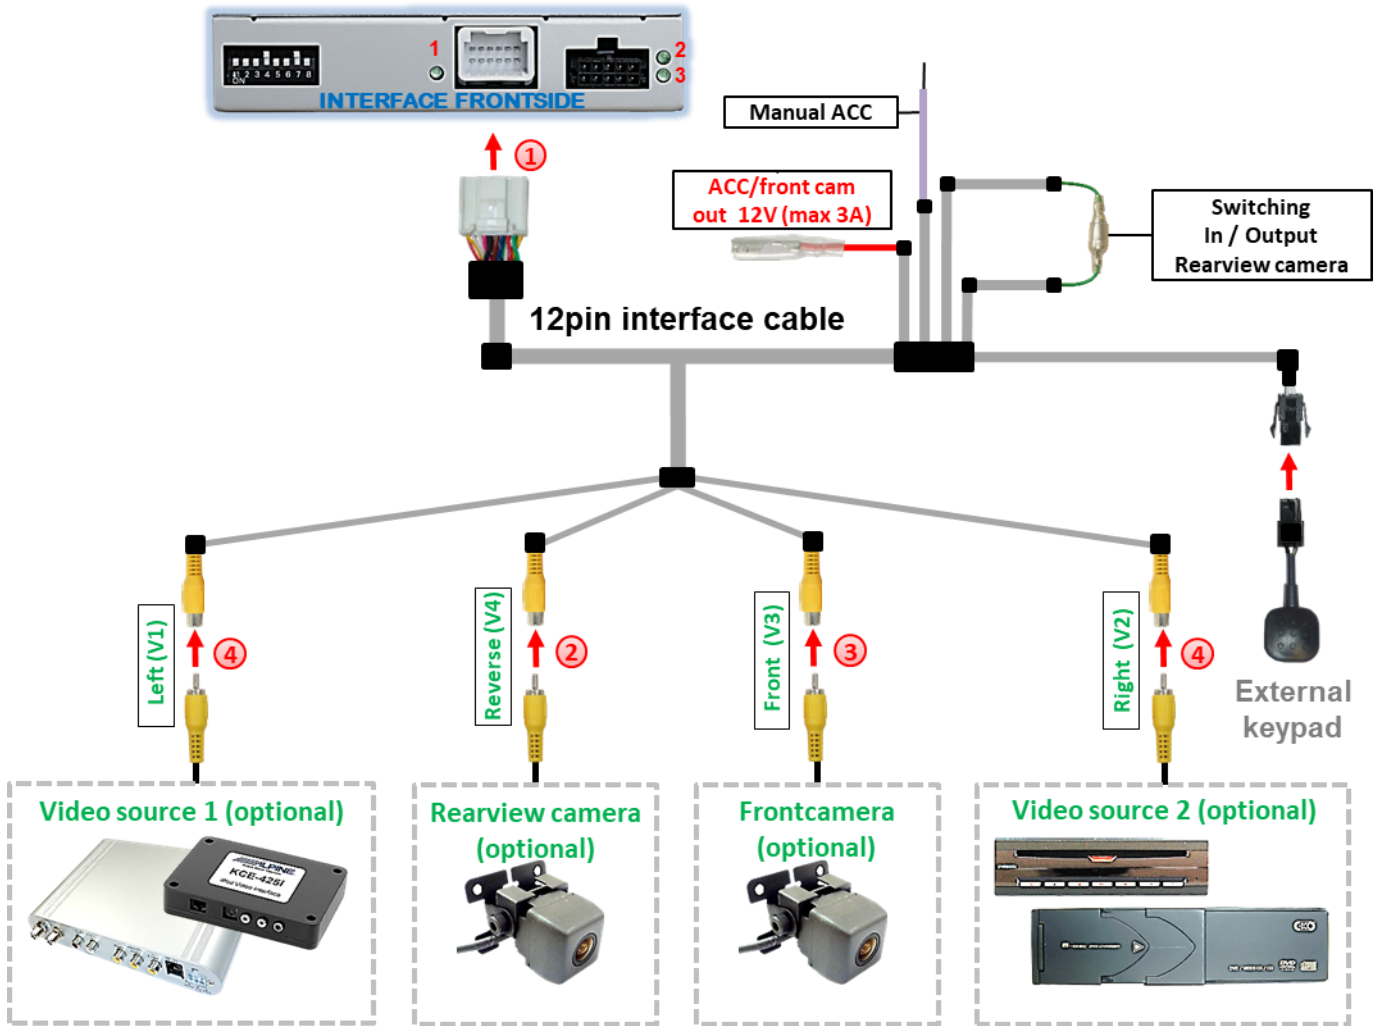 1
2
3
1 2 3 4 5 6 7 8
ON
INTERFACE FRONTSIDE
1
Manual ACC
ACC/front cam
out 12V (max 3A)
Switching
In / Output
Rearview camera
12pin interface cable
Left (V1)
4
Reverse (V4)
2
Front (V3)
3
Right (V2)
4
External
keypad
Video source 1 (optional)
ALPINE
KCE-425i
iPod Video Interface
Rearview camera
(optional)
Frontcamera
(optional)
Video source 2 (optional)
DVD